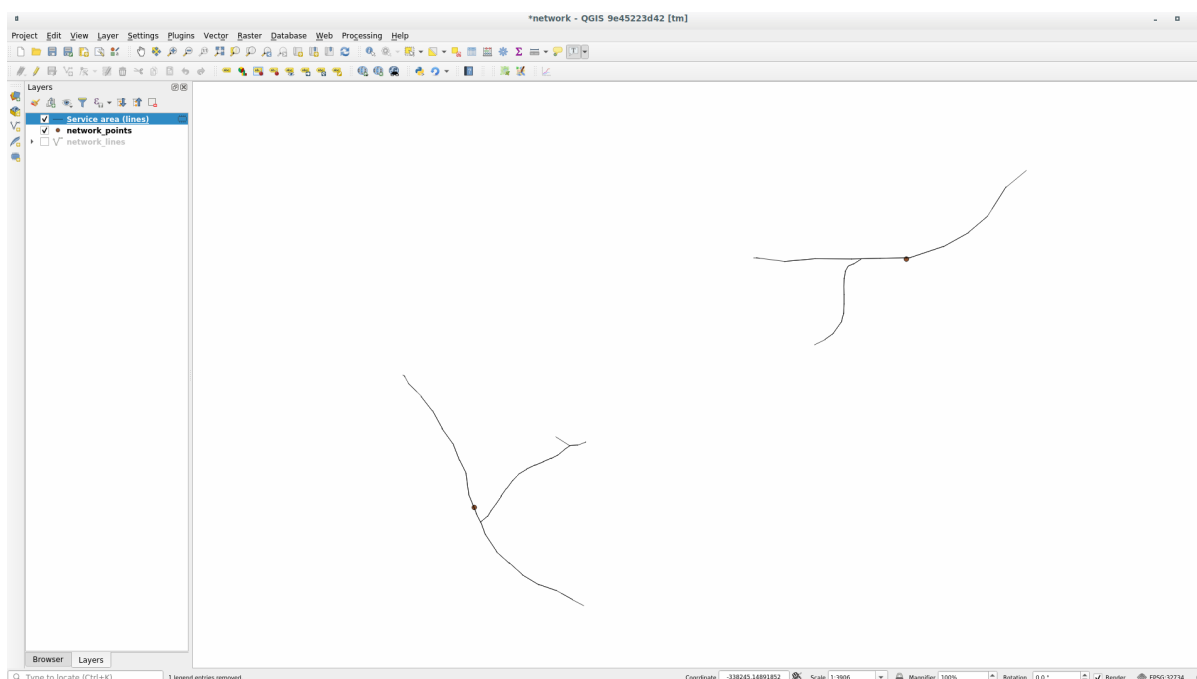 *network - QGIS 9e45223d42 [tm]
Project Edit View Layer Settings Plugins Vector Raster Database Web Processing Help
Layers
Service area (lines)
network_points
network_lines
Browser Layers
Type to locate (Ctrl+K) 1 legend entries removed. Coordinate -338245,14891852 Scale 1:3906 Magnifier 100% Rotation 0.0 ° Render EPSG:32734